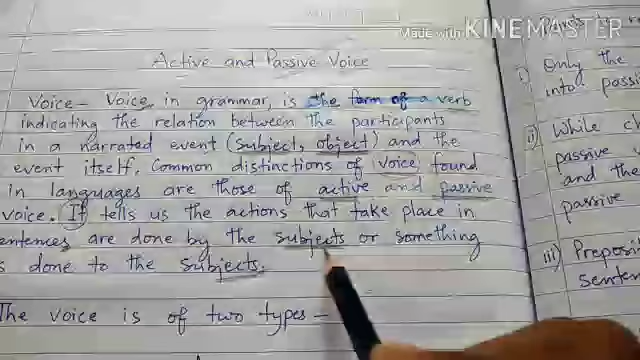 Made with KINEMASTER
Active and Passive Voice
Voice - Voice, in grammar, is the form of a verb
indicating the relation between the participants
in a narrated event (subject, object) and the
event itself. Common distinctions of voice found
in languages are those of active and passive
voice. It tells us the actions that take place in
entences are done by the subjects or something
s done to the subjects.
The voice is of two types -
i) Only the
into passi
ii) While ch
passive
and the
passive
iii) Preposit
senten